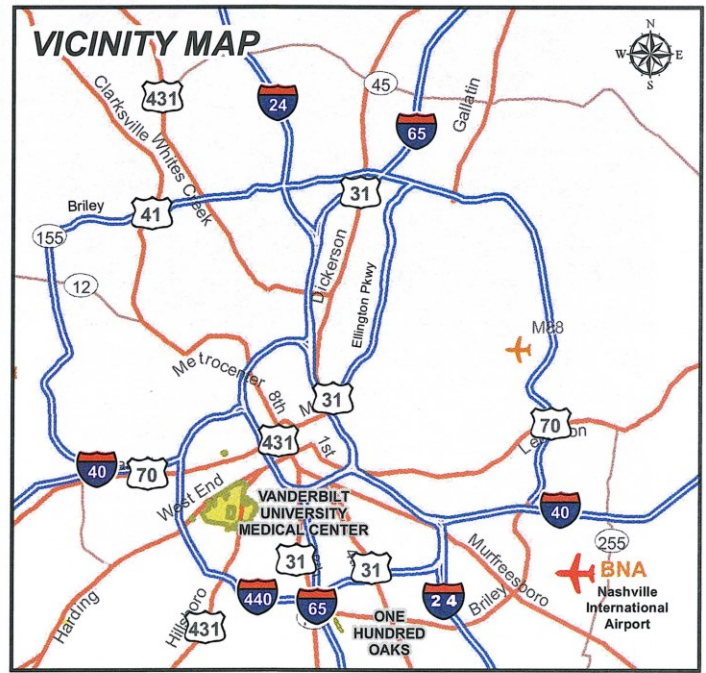 VICINITY MAP
N
W
E
S
431
24
45
65
Gallatin
Clarksville
Whites Creek
Briley
41
31
155
Dickerson
Ellington Pkwy
12
M88
Metrocenter
8th
31
431
1st
70
40
70
West End
VANDERBILT
UNIVERSITY
MEDICAL CENTER
40
31
31
Murfreesboro
255
BNA
Nashville
International
Airport
Harding
Hillsboro
431
440
65
24
Briley
ONE
HUNDRED
OAKS